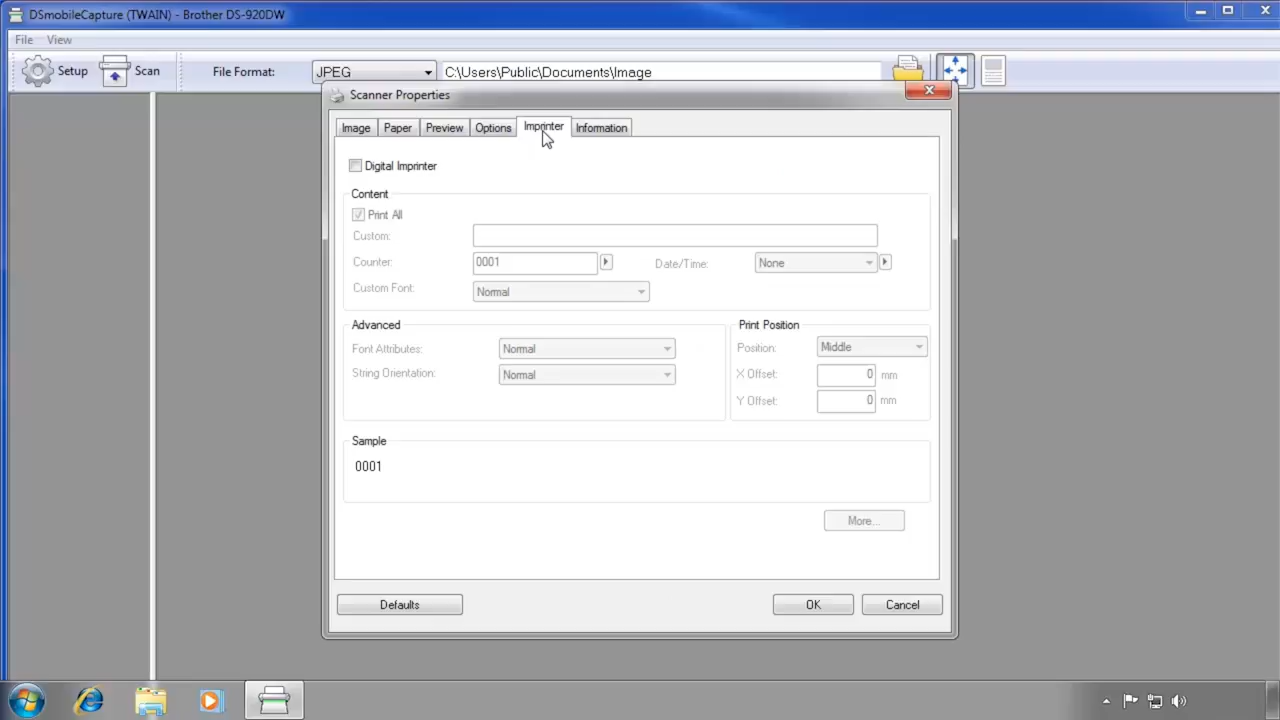 DSmobileCapture (TWAIN) - Brother DS-920DW
File View
Setup Scan File Format: JPEG C:\Users\Public\Documents\Image
Scanner Properties
Image Paper Preview Options Imprinter Information
Digital Imprinter
Content
Print All
Custom:
Counter: 0001 Date/Time: None
Custom Font: Normal
Advanced Print Position
Font Attributes: Normal Position: Middle
String Orientation: Normal X Offset: 0 mm
Y Offset: 0 mm
Sample
0001
More...
Defaults OK Cancel